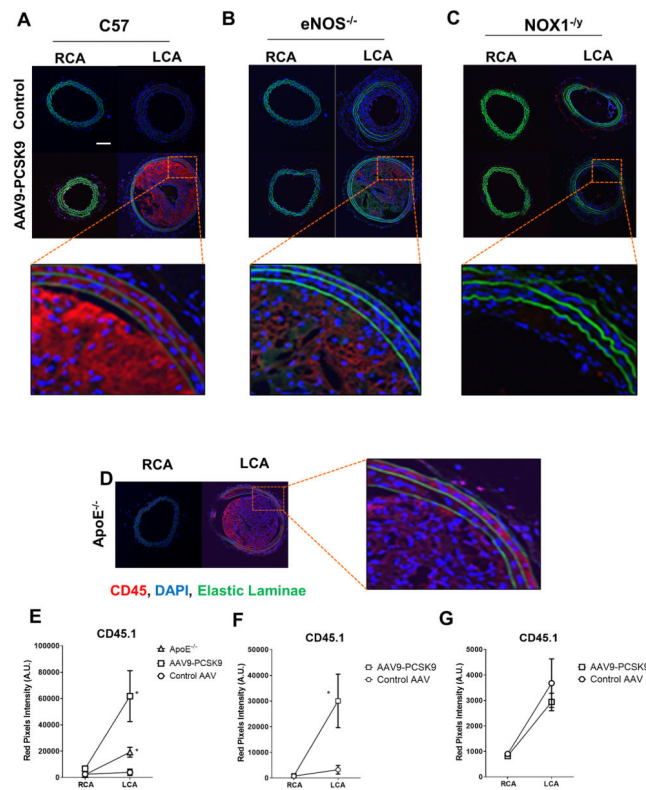 A
C57
RCA LCA
Control
AAV9-PCSK9
B
eNOS-/-
RCA LCA
C
NOX1-/y
RCA LCA
D
RCA LCA
ApoE-/-
CD45, DAPI, Elastic Laminae
E
CD45.1
Red Pixels Intensity (A.U.)
100000
80000
60000
40000
20000
0
RCA LCA
ApoE-/-
AAV9-PCSK9
Control AAV
*
*
F
CD45.1
Red Pixels Intensity (A.U.)
50000
40000
30000
20000
10000
0
RCA LCA
AAV9-PCSK9
Control AAV
*
G
CD45.1
Red Pixels Intensity (A.U.)
5000
4000
3000
2000
1000
0
RCA LCA
AAV9-PCSK9
Control AAV